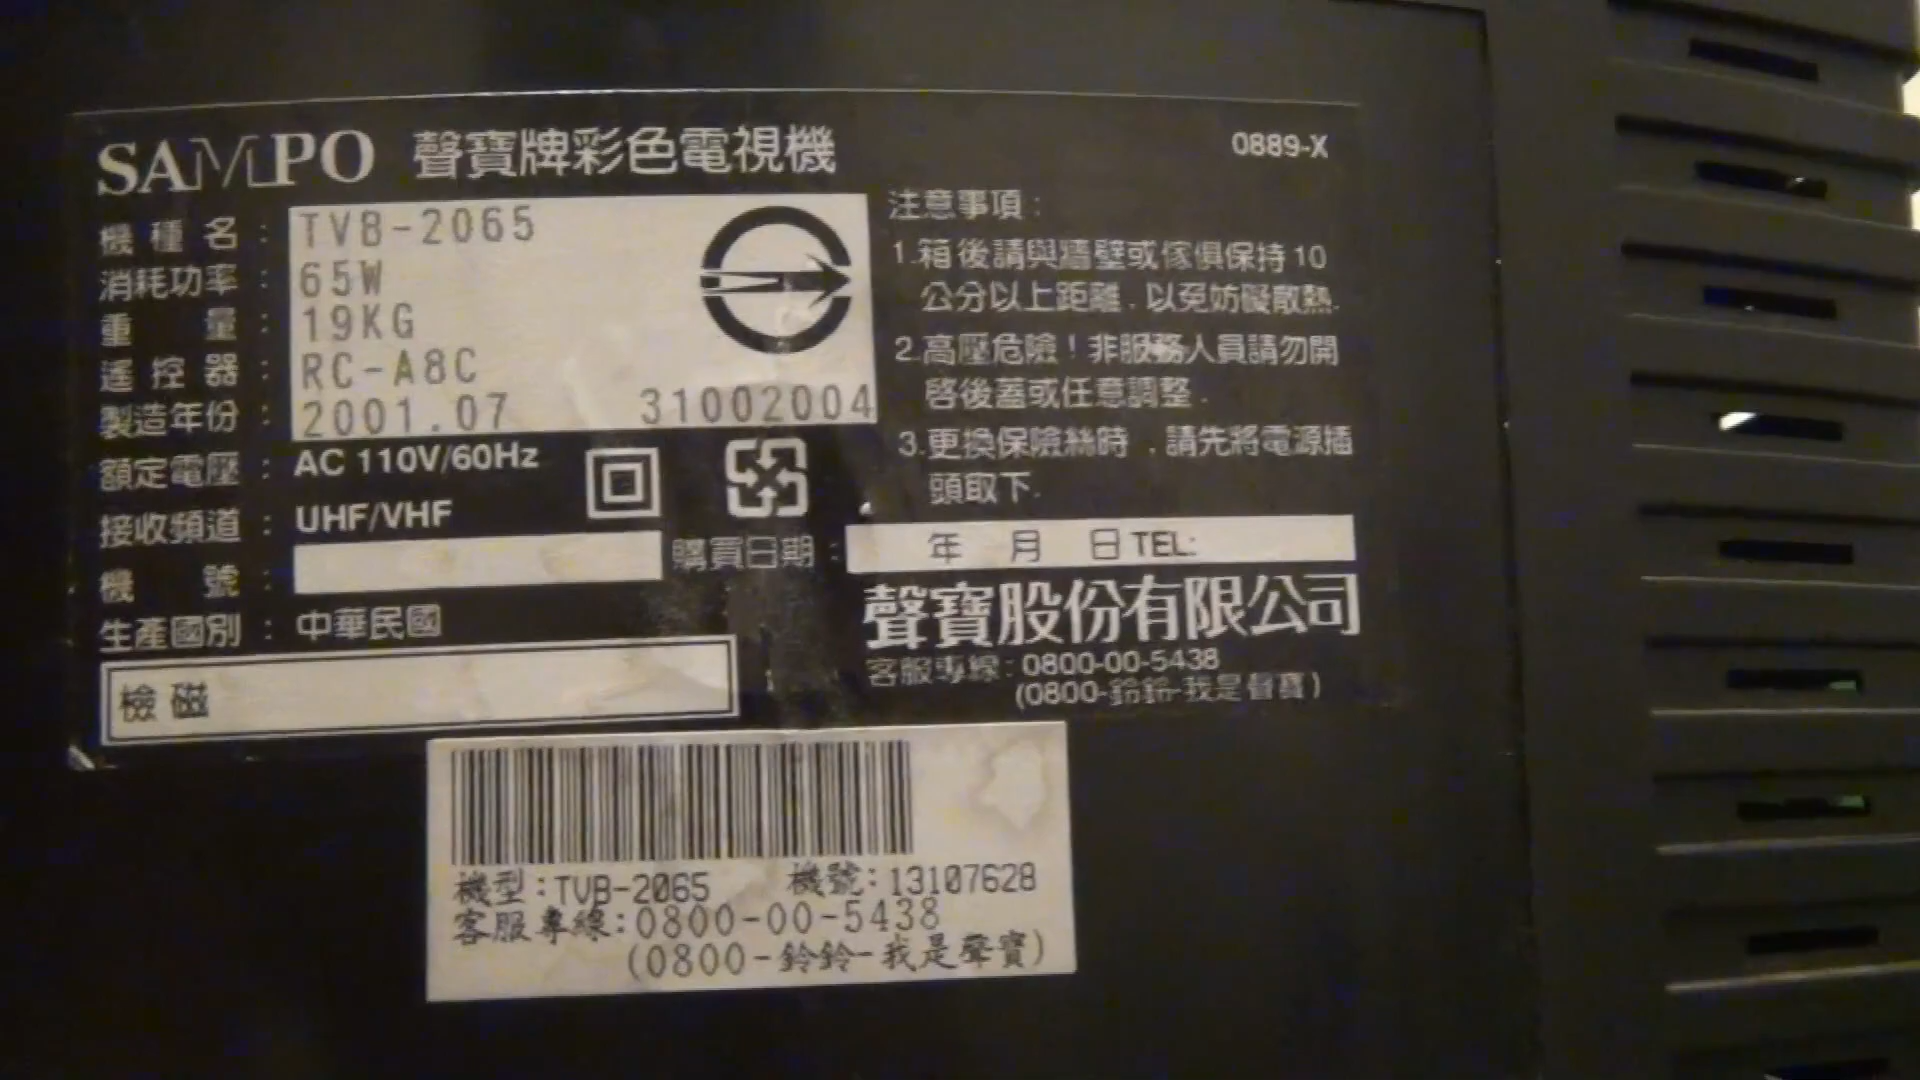 SAMPO 聲寶牌彩色電視機
0889-X
機種名：TVB-2065
消耗功率：65W
重量：19KG
遙控器：RC-A8C
製造年份：2001.07 31002004
額定電壓：AC 110V/60Hz
接收頻道：UHF/VHF
機號：
生產國別：中華民國
檢磁
注意事項：
1.箱後請與牆壁或傢俱保持10
公分以上距離．以免妨礙散熱.
2.高壓危險！非服務人員請勿開
啓後蓋或任意調整．
3.更換保險絲時．請先將電源插
頭取下.
購買日期： 年 月 日 TEL:
聲寶股份有限公司
客服專線：0800-00-5438
(0800-鈴鈴-我是聲寶)
機型：TVB-2065 機號：13107628
客服專線：0800-00-5438
(0800-鈴鈴-我是聲寶)